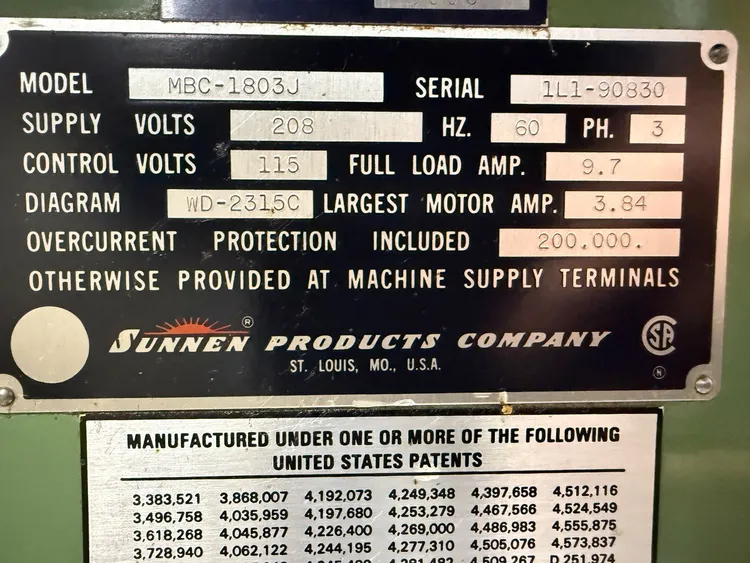 MODEL MBC-1803J SERIAL 1L1-90830
SUPPLY VOLTS 208 HZ. 60 PH. 3
CONTROL VOLTS 115 FULL LOAD AMP. 9.7
DIAGRAM WD-2315C LARGEST MOTOR AMP. 3.84
OVERCURRENT PROTECTION INCLUDED 200,000.
OTHERWISE PROVIDED AT MACHINE SUPPLY TERMINALS
SUNNEN ® PRODUCTS COMPANY SA
ST. LOUIS, MO., U.S.A. N
MANUFACTURED UNDER ONE OR MORE OF THE FOLLOWING
UNITED STATES PATENTS
3,383,521 3,868,007 4,192,073 4,249,348 4,397,658 4,512,116
3,496,758 4,035,959 4,197,680 4,253,279 4,467,566 4,524,549
3,618,268 4,045,877 4,226,400 4,269,000 4,486,983 4,555,875
3,728,940 4,062,122 4,244,195 4,277,310 4,505,076 4,573,837
4,509,267 D 251,974